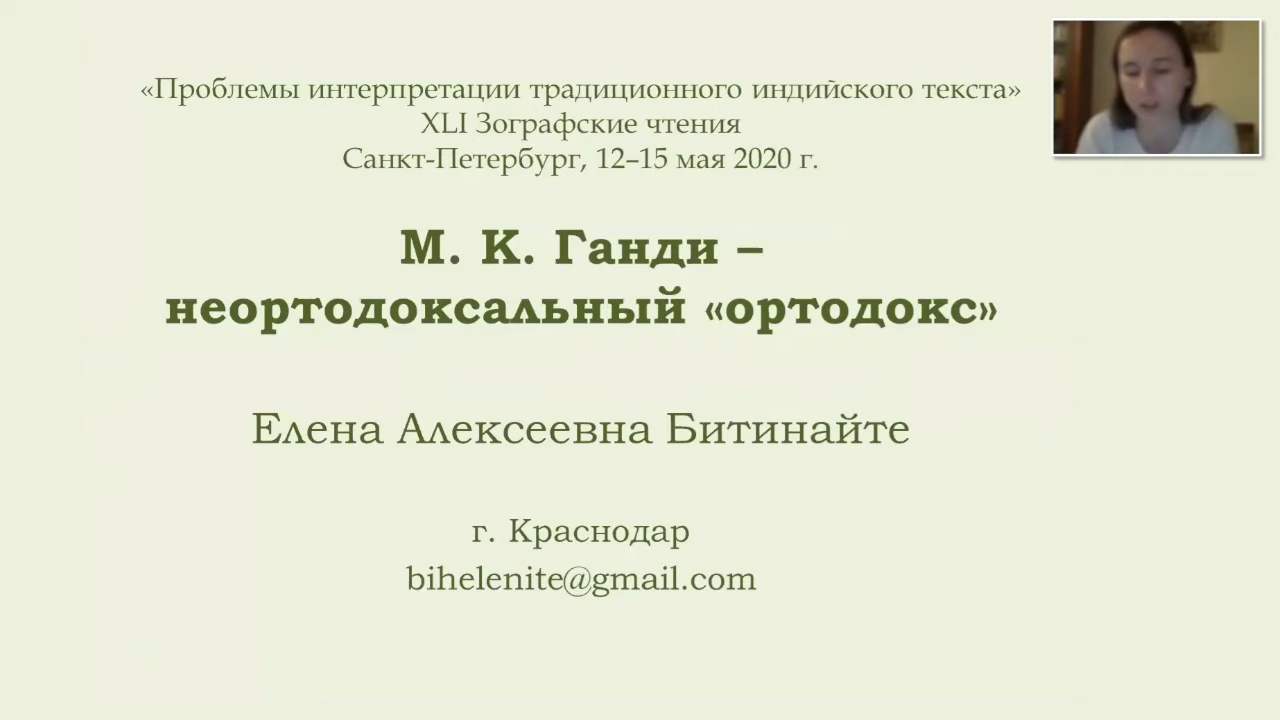 «Проблемы интерпретации традиционного индийского текста»
XLI Зографские чтения
Санкт-Петербург, 12–15 мая 2020 г.
М. К. Ганди –
неортодоксальный «ортодокс»
Елена Алексеевна Битинайте
г. Краснодар
bihelenite@gmail.com